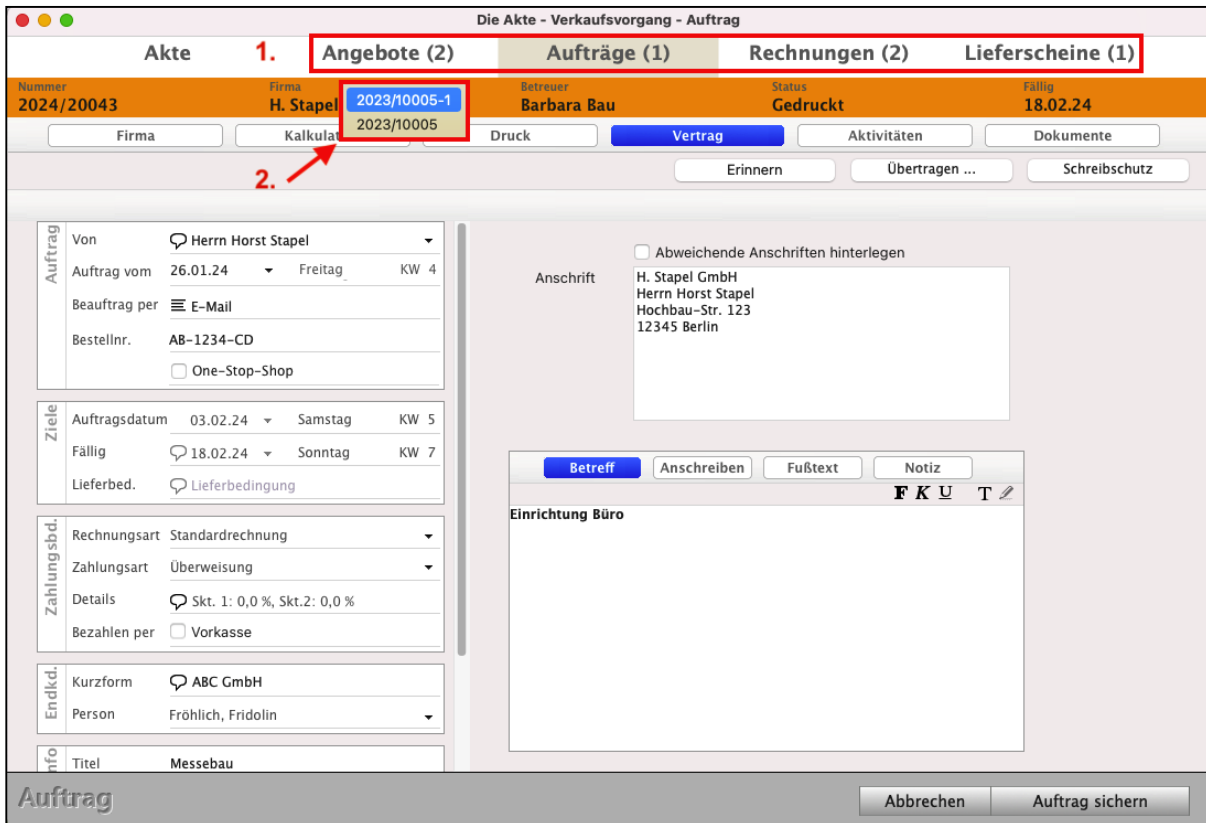 Die Akte - Verkaufsvorgang - Auftrag
Akte 1. Angebote (2) Aufträge (1) Rechnungen (2) Lieferscheine (1)
Nummer Firma Betreuer Status Fällig
2024/20043 H. Stapel 2023/10005-1 Barbara Bau Gedruckt 18.02.24
2023/10005
Firma Kalkulat Druck Vertrag Aktivitäten Dokumente
2. Erinnern Übertragen ... Schreibschutz
Auftrag
Von Herrn Horst Stapel
Auftrag vom 26.01.24 Freitag KW 4
Beauftrag per E-Mail
Bestellnr. AB-1234-CD
One-Stop-Shop
Ziele
Auftragsdatum 03.02.24 Samstag KW 5
Fällig 18.02.24 Sonntag KW 7
Lieferbed. Lieferbedingung
Zahlungsbd.
Rechnungsart Standardrechnung
Zahlungsart Überweisung
Details Skt. 1: 0,0 %, Skt.2: 0,0 %
Bezahlen per Vorkasse
Endkd.
Kurzform ABC GmbH
Person Fröhlich, Fridolin
Titel Messebau
Abweichende Anschriften hinterlegen
Anschrift
H. Stapel GmbH
Herrn Horst Stapel
Hochbau-Str. 123
12345 Berlin
Betreff Anschreiben Fußtext Notiz
F K U T
Einrichtung Büro
Auftrag Abbrechen Auftrag sichern